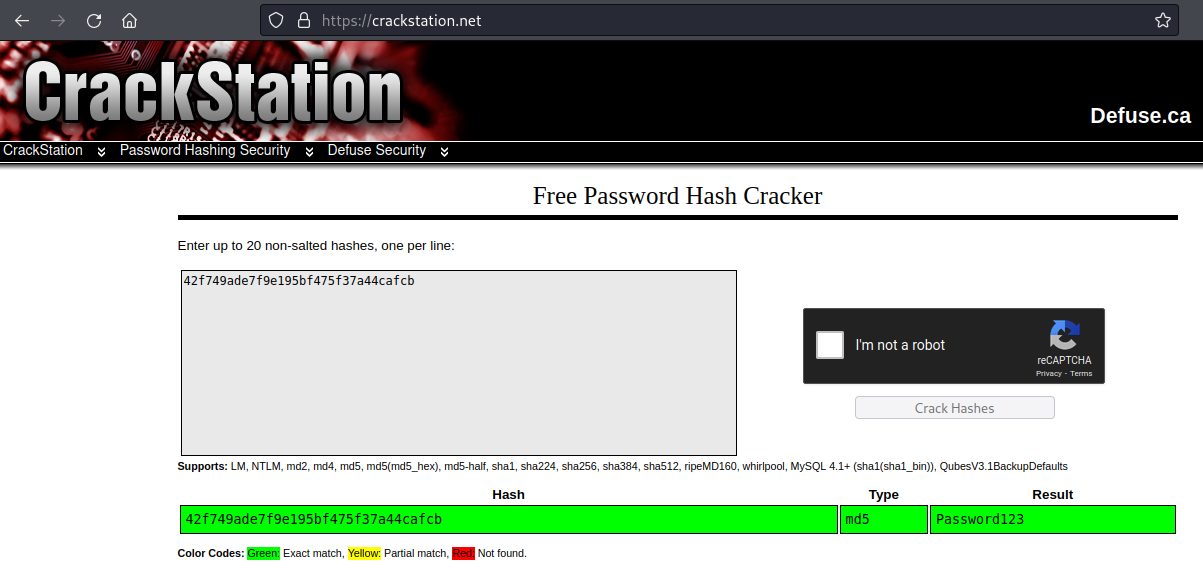 https://crackstation.net
CrackStation
Defuse.ca
CrackStation Password Hashing Security Defuse Security
Free Password Hash Cracker
Enter up to 20 non-salted hashes, one per line:
42f749ade7f9e195bf475f37a44cafcb
I'm not a robot
reCAPTCHA
Privacy - Terms
Crack Hashes
Supports: LM, NTLM, md2, md4, md5, md5(md5_hex), md5-half, sha1, sha224, sha256, sha384, sha512, ripeMD160, whirlpool, MySQL 4.1+ (sha1(sha1_bin)), QubesV3.1BackupDefaults
Hash Type Result
42f749ade7f9e195bf475f37a44cafcb md5 Password123
Color Codes: Green: Exact match, Yellow: Partial match, Red: Not found.